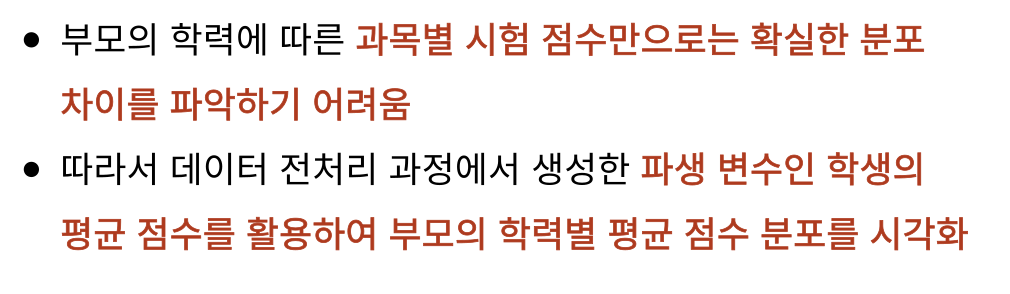 • 부모의 학력에 따른 과목별 시험 점수만으로는 확실한 분포
차이를 파악하기 어려움
• 따라서 데이터 전처리 과정에서 생성한 파생 변수인 학생의
평균 점수를 활용하여 부모의 학력별 평균 점수 분포를 시각화